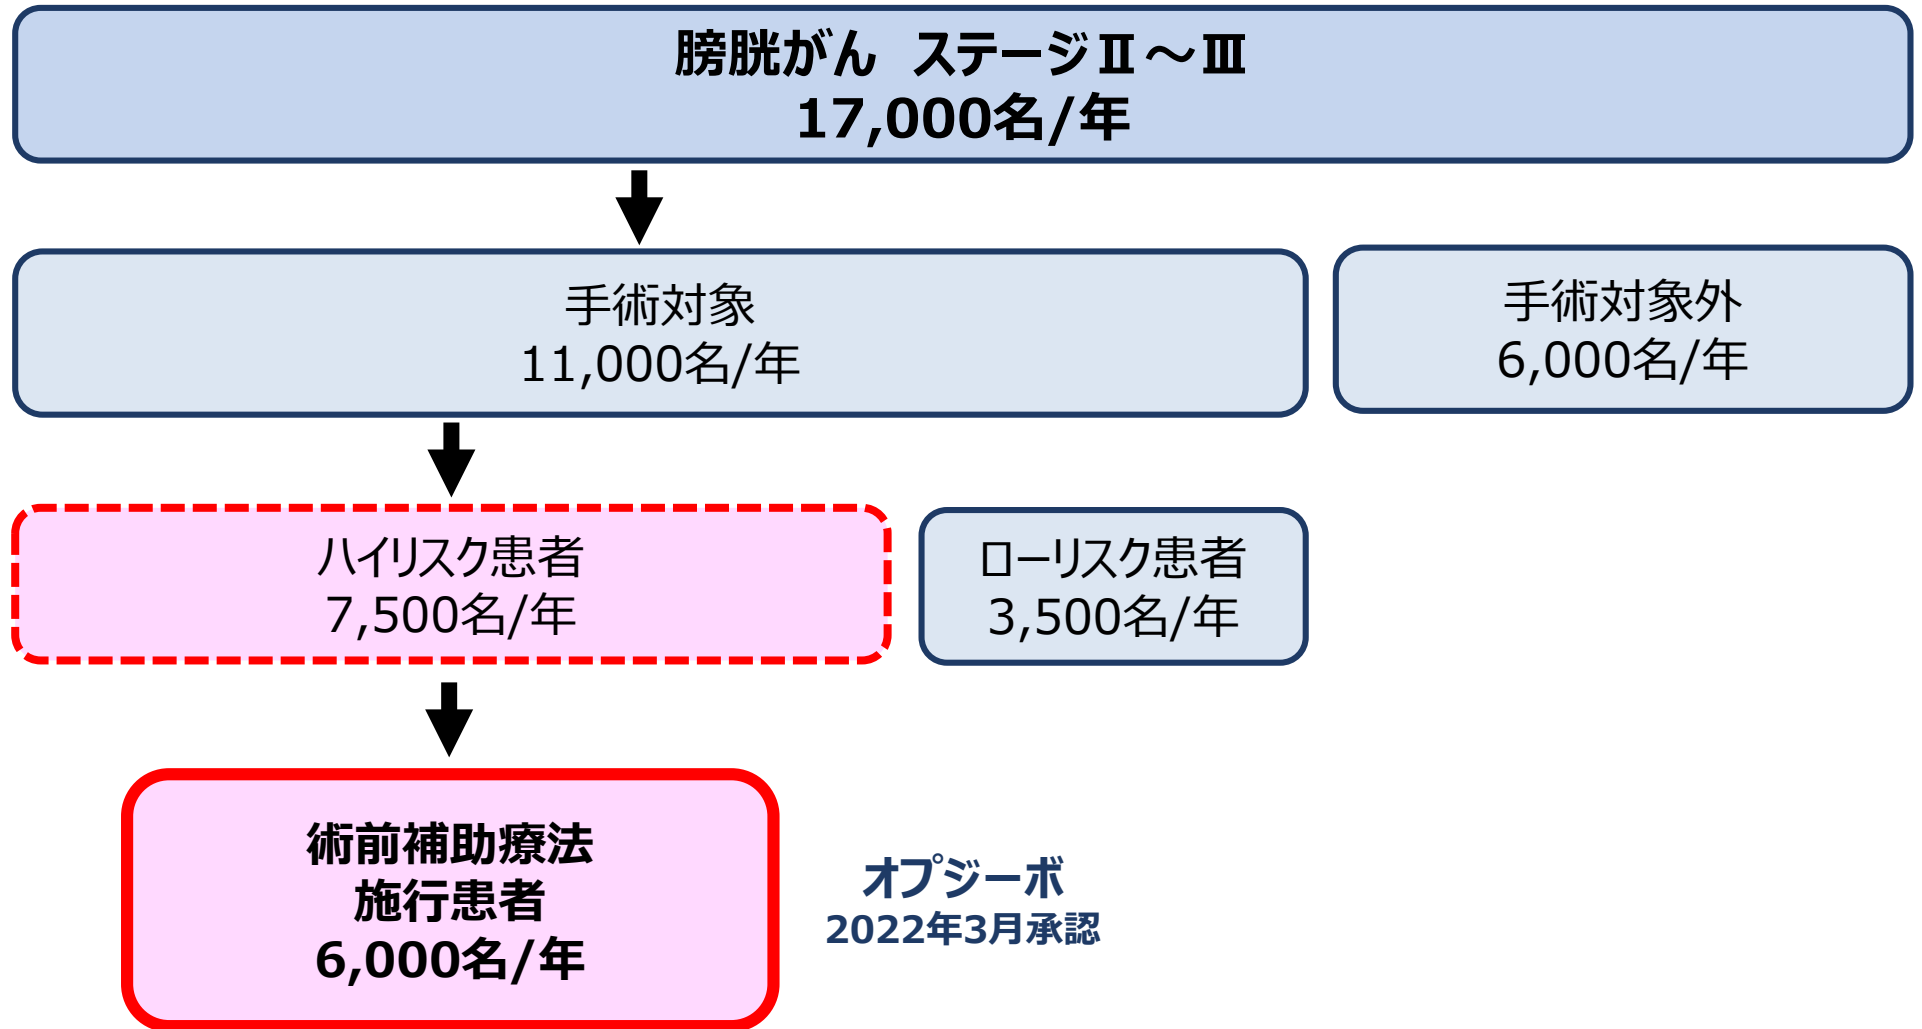 膀胱がん ステージⅡ～Ⅲ
17,000名/年
手術対象
11,000名/年
手術対象外
6,000名/年
ハイリスク患者
7,500名/年
ローリスク患者
3,500名/年
術前補助療法
施行患者
6,000名/年
オプジーボ
2022年3月承認